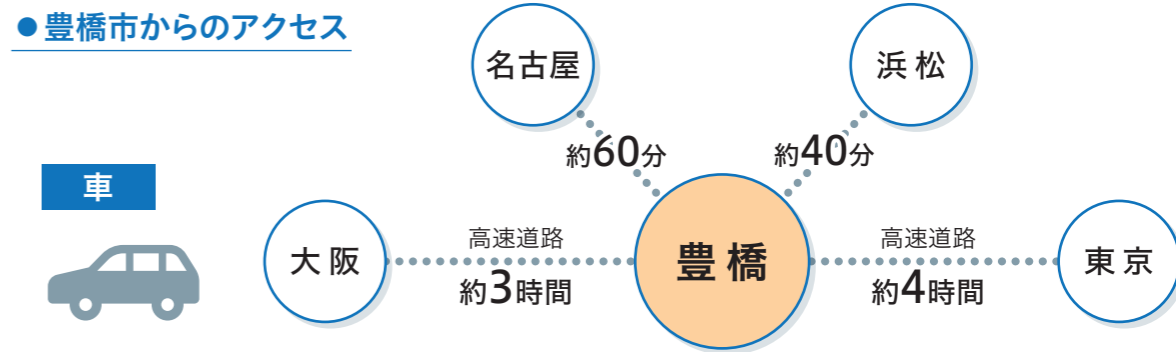 ●豊橋市からのアクセス
名古屋
浜松
約60分
約40分
車
大阪
高速道路
約3時間
豊橋
高速道路
約4時間
東京